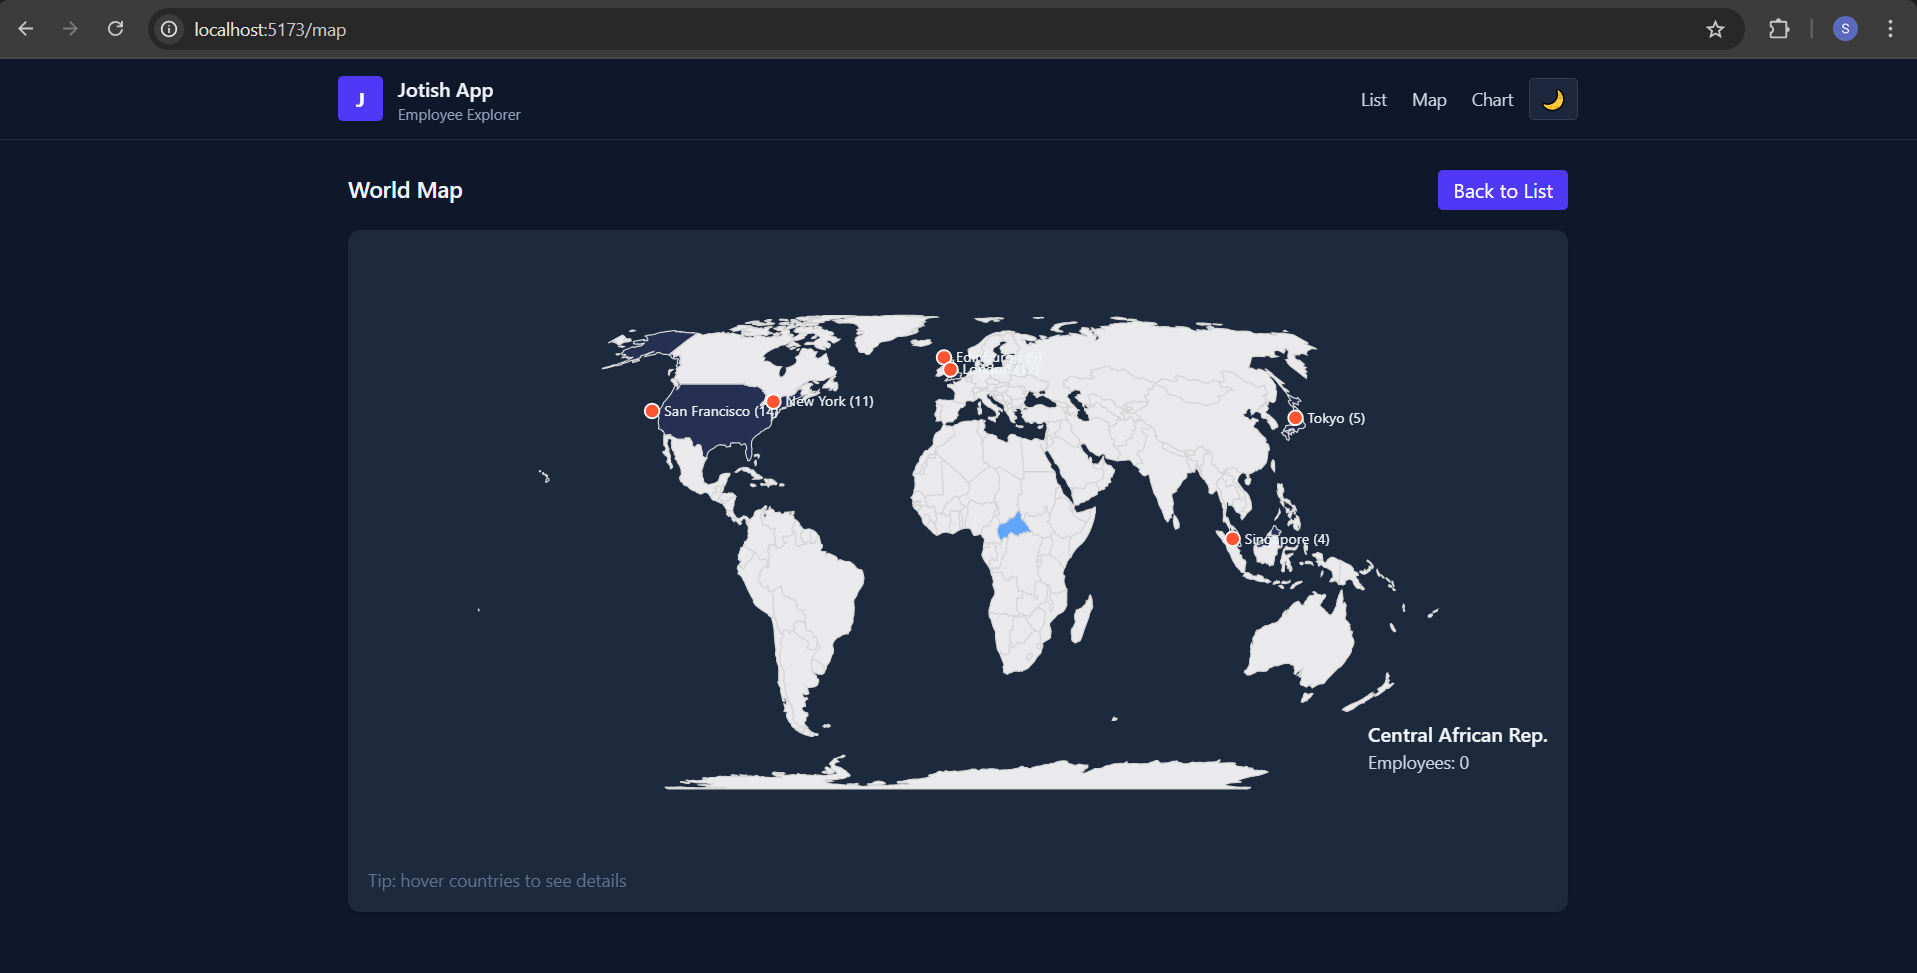 localhost:5173/map
S
J
Jotish App
Employee Explorer
List
Map
Chart
World Map
Back to List
Edinburgh (9)
San Francisco (14)
New York (11)
Tokyo (5)
Singapore (4)
Central African Rep.
Employees: 0
Tip: hover countries to see details